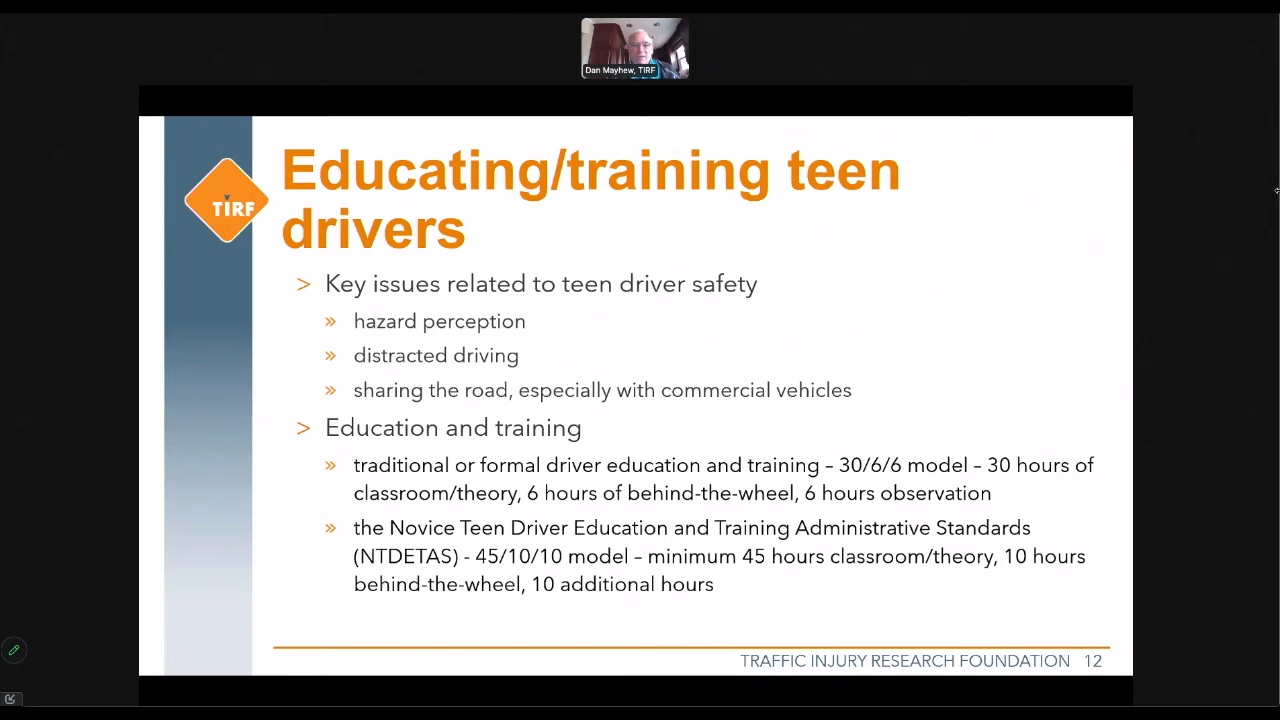 Dan Mayhew, TIRF
TIRF
Educating/training teen
drivers
> Key issues related to teen driver safety
» hazard perception
» distracted driving
» sharing the road, especially with commercial vehicles
> Education and training
» traditional or formal driver education and training – 30/6/6 model – 30 hours of
classroom/theory, 6 hours of behind-the-wheel, 6 hours observation
» the Novice Teen Driver Education and Training Administrative Standards
(NTDETAS) - 45/10/10 model – minimum 45 hours classroom/theory, 10 hours
behind-the-wheel, 10 additional hours
TRAFFIC INJURY RESEARCH FOUNDATION 12